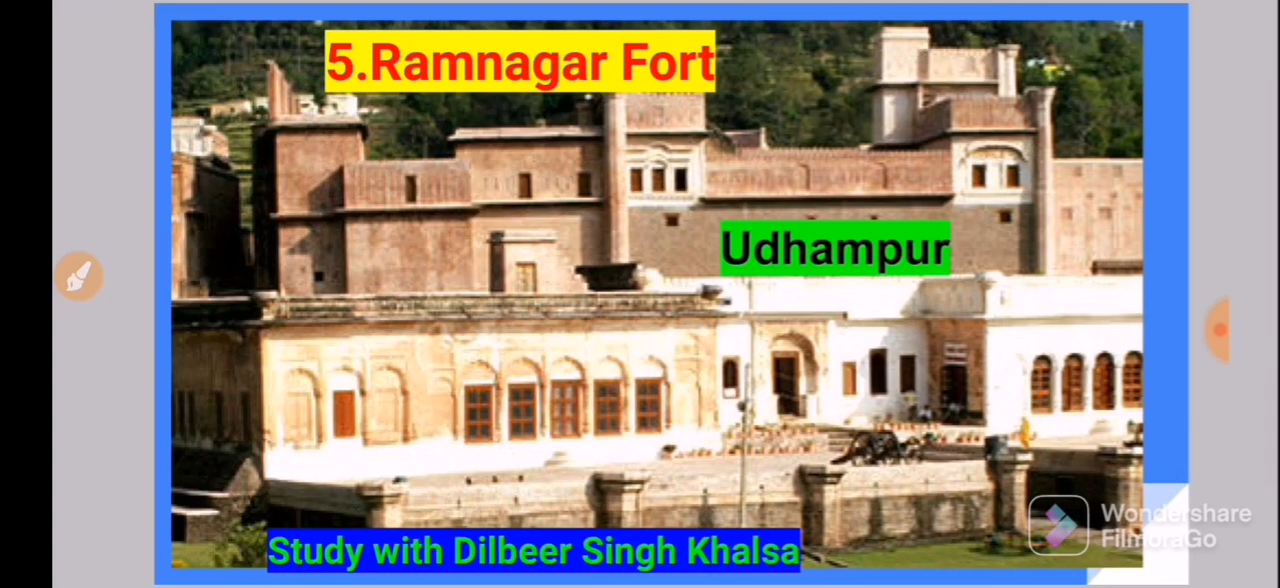 5.Ramnagar Fort
Udhampur
Study with Dilbeer Singh Khalsa
Wondershare
FilmoraGo